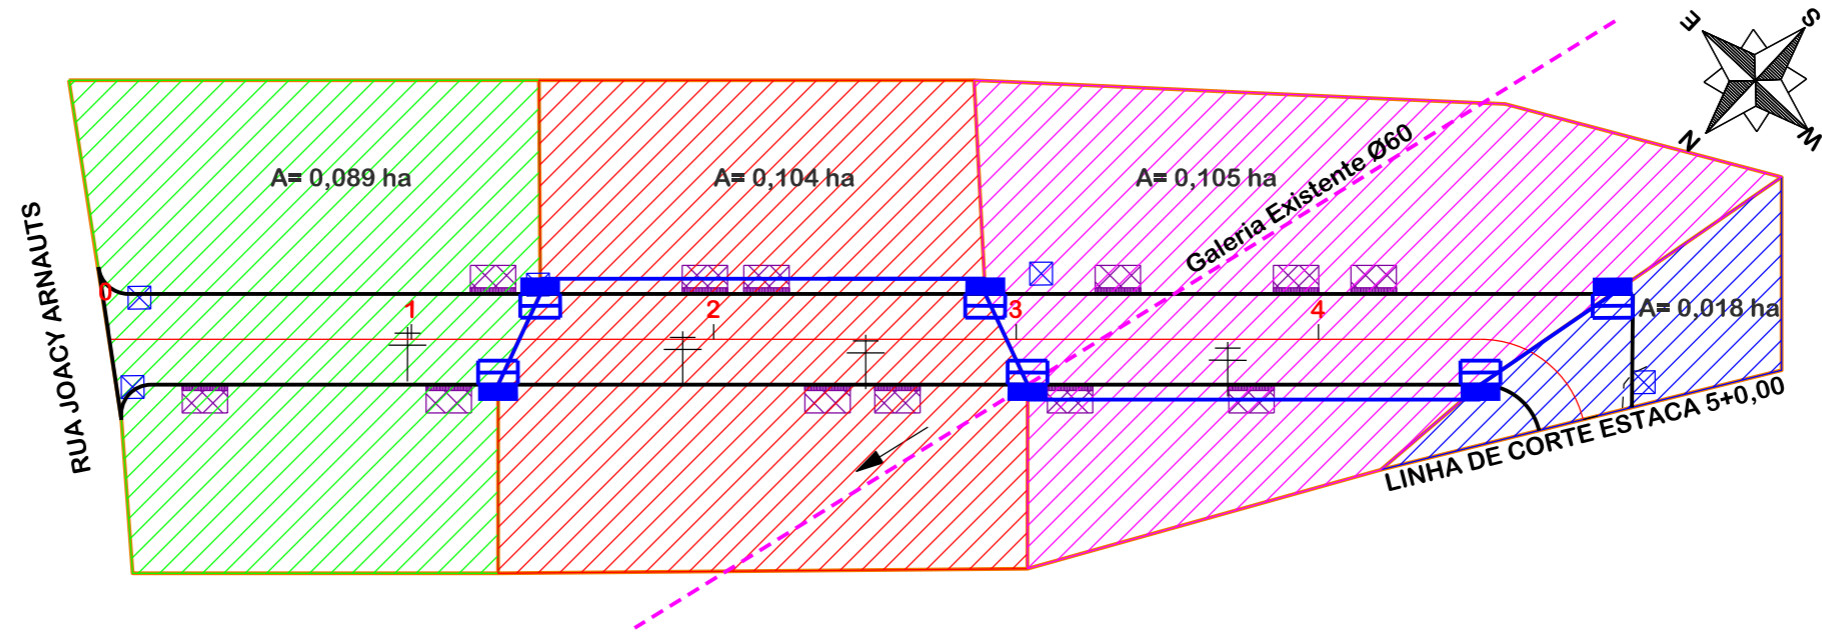 E
S
N
W
A= 0,089 ha
A= 0,104 ha
A= 0,105 ha
Galeria Existente Ø60
RUA JOACY ARNAUTS
0
1
2
3
4
A= 0,018 ha
LINHA DE CORTE ESTACA 5+0,00